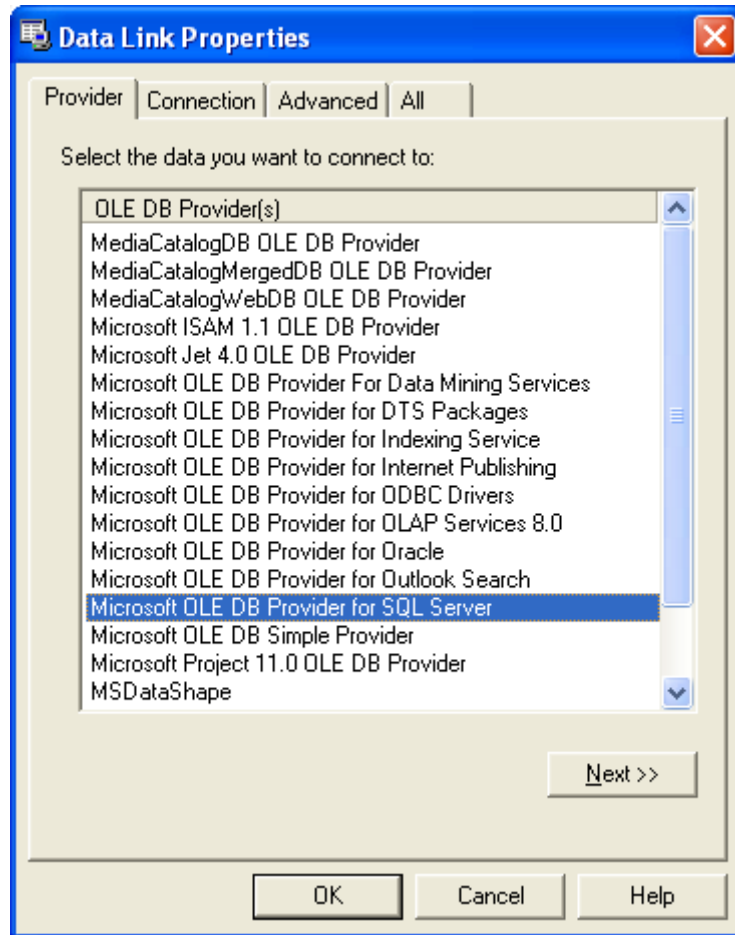 Data Link Properties
Provider Connection Advanced All
Select the data you want to connect to:
OLE DB Provider(s)
MediaCatalogDB OLE DB Provider
MediaCatalogMergedDB OLE DB Provider
MediaCatalogWebDB OLE DB Provider
Microsoft ISAM 1.1 OLE DB Provider
Microsoft Jet 4.0 OLE DB Provider
Microsoft OLE DB Provider For Data Mining Services
Microsoft OLE DB Provider for DTS Packages
Microsoft OLE DB Provider for Indexing Service
Microsoft OLE DB Provider for Internet Publishing
Microsoft OLE DB Provider for ODBC Drivers
Microsoft OLE DB Provider for OLAP Services 8.0
Microsoft OLE DB Provider for Oracle
Microsoft OLE DB Provider for Outlook Search
Microsoft OLE DB Provider for SQL Server
Microsoft OLE DB Simple Provider
Microsoft Project 11.0 OLE DB Provider
MSDataShape
Next >>
OK Cancel Help